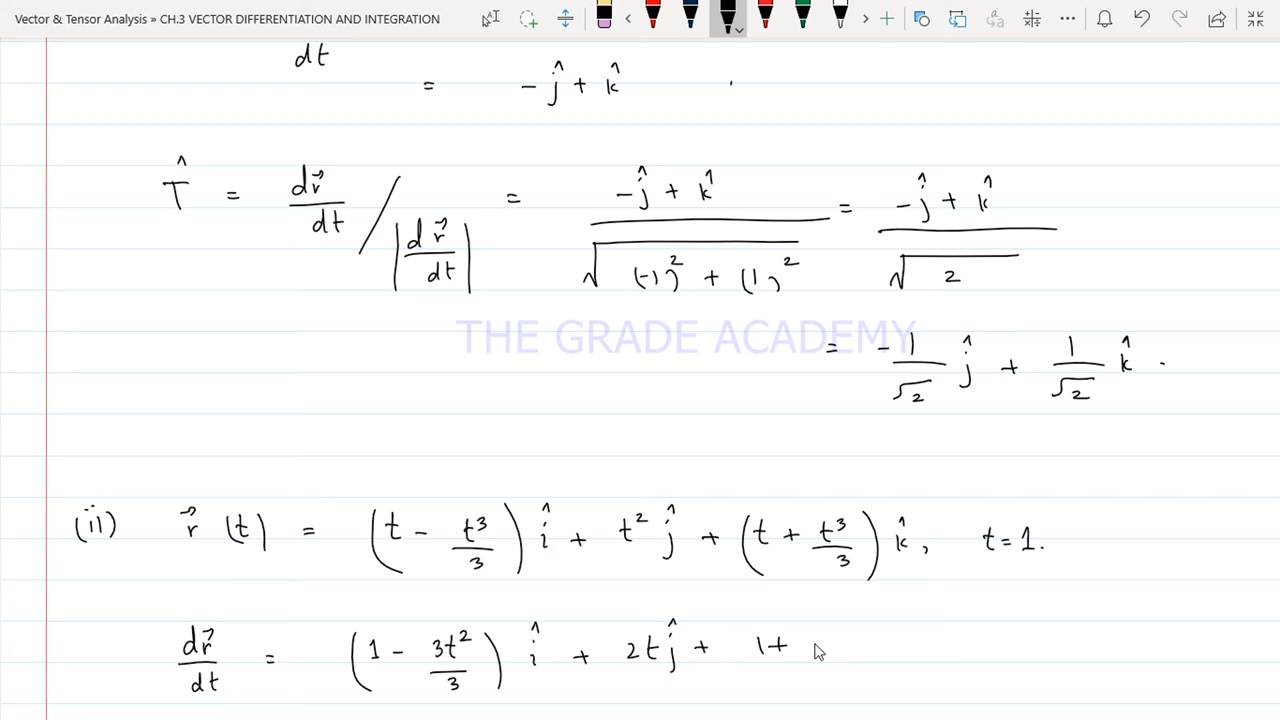 Vector & Tensor Analysis » CH.3 VECTOR DIFFERENTIATION AND INTEGRATION
dt
= -ĵ + k̂ .
T̂ = dr⃗/dt / |dr⃗/dt| = (-ĵ + k̂)/√((-1)² + (1)²) = (-ĵ + k̂)/√2
THE GRADE ACADEMY
= -1/√2 ĵ + 1/√2 k̂ .
(ii) r⃗(t) = (t - t³/3) î + t² ĵ + (t + t³/3) k̂, t = 1.
dr⃗/dt = (1 - 3t²/3) î + 2t ĵ + 1+